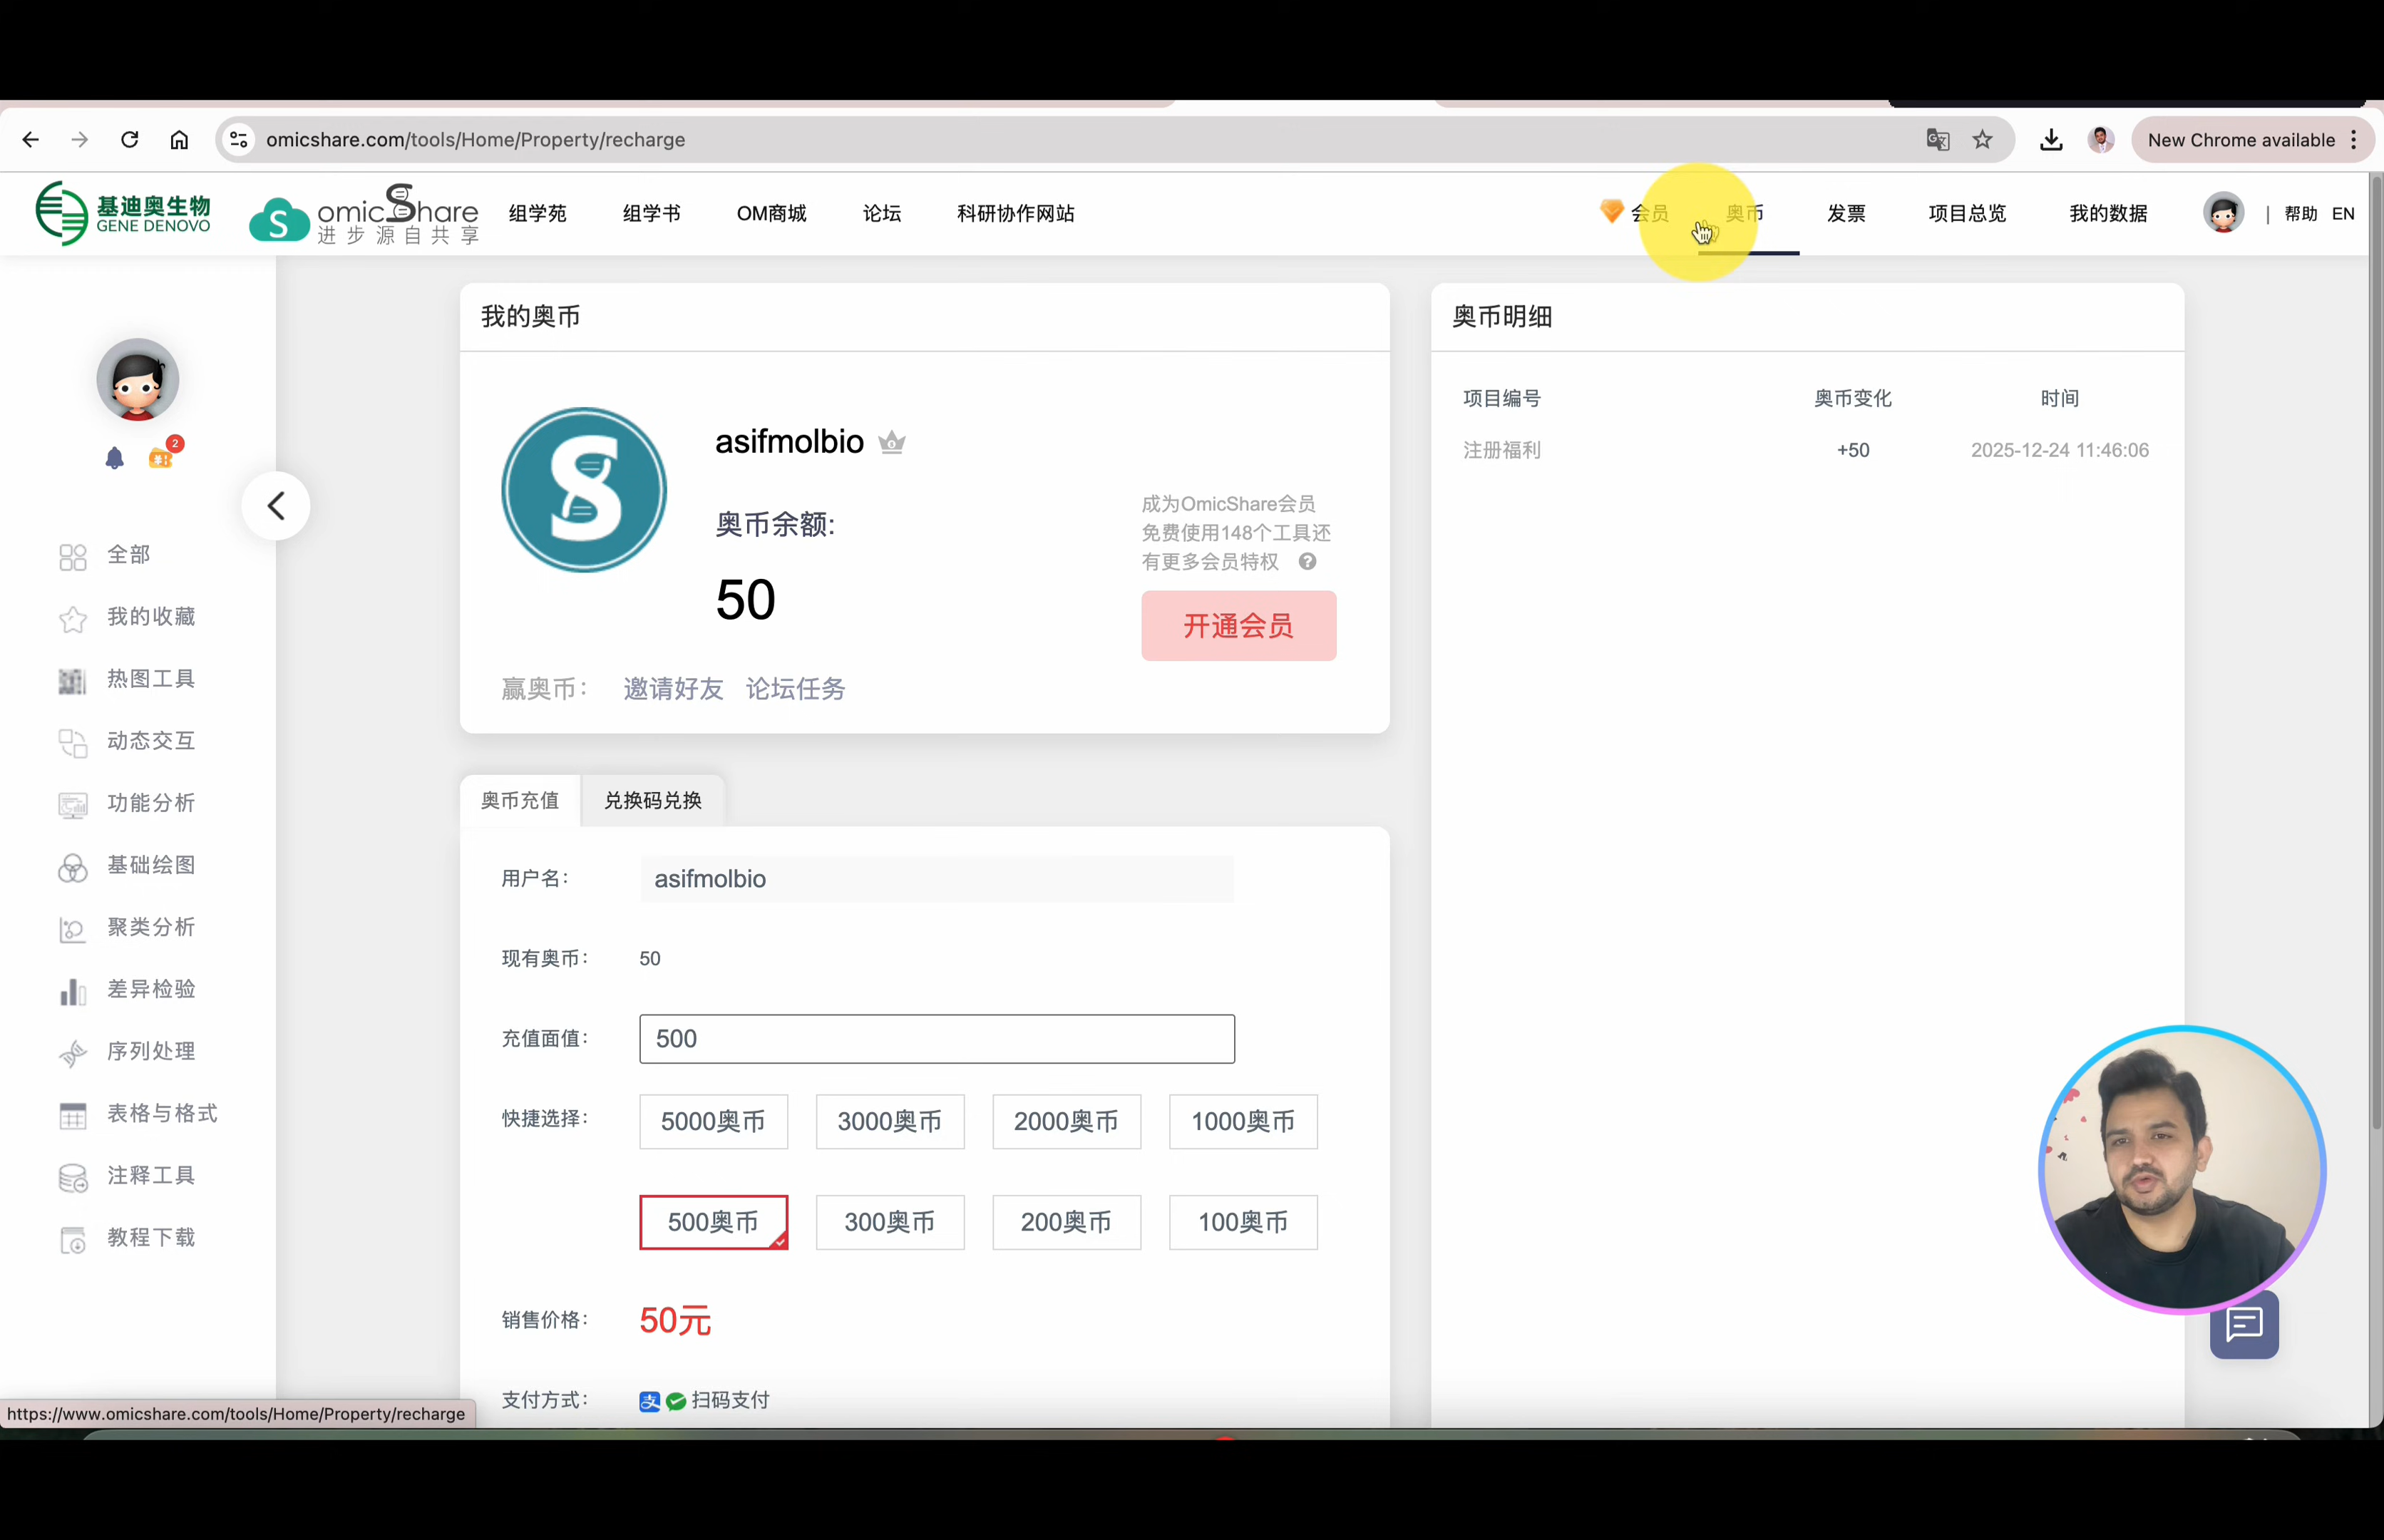 omicshare.com/tools/Home/Property/recharge
New Chrome available
基迪奥生物
GENE DENOVO
S
omicShare
进步源自共享
组学苑
组学书
OM商城
论坛
科研协作网站
会员
奥币
发票
项目总览
我的数据
|
帮助
EN
2
全部
我的收藏
热图工具
动态交互
功能分析
基础绘图
聚类分析
差异检验
序列处理
表格与格式
注释工具
教程下载
我的奥币
asifmolbio
奥币余额:
50
成为OmicShare会员
免费使用148个工具还
有更多会员特权
开通会员
赢奥币： 邀请好友 论坛任务
奥币充值
兑换码兑换
用户名： asifmolbio
现有奥币： 50
充值面值： 500
快捷选择： 5000奥币 3000奥币 2000奥币 1000奥币
500奥币 300奥币 200奥币 100奥币
销售价格： 50元
支付方式： 支 扫码支付
奥币明细
项目编号 奥币变化 时间
注册福利 +50 2025-12-24 11:46:06
https://www.omicshare.com/tools/Home/Property/recharge